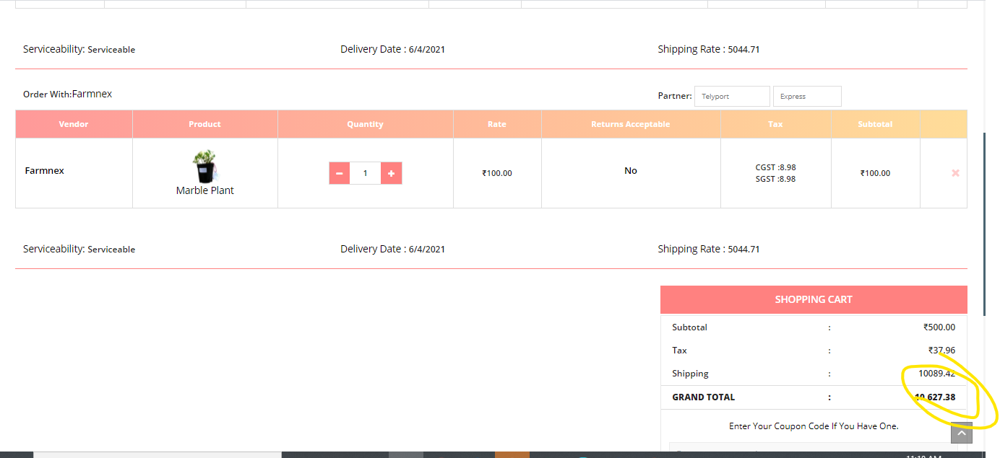 Serviceability: Serviceable Delivery Date : 6/4/2021 Shipping Rate : 5044.71
Order With:Farmnex Partner: Telyport Express
Vendor Product Quantity Rate Returns Acceptable Tax Subtotal
Farmnex Marble Plant − 1 + ₹100.00 No CGST :8.98 ₹100.00 ×
SGST :8.98
Serviceability: Serviceable Delivery Date : 6/4/2021 Shipping Rate : 5044.71
SHOPPING CART
Subtotal : ₹500.00
Tax : ₹37.96
Shipping : 10089.42
GRAND TOTAL : 10,627.38
Enter Your Coupon Code If You Have One.